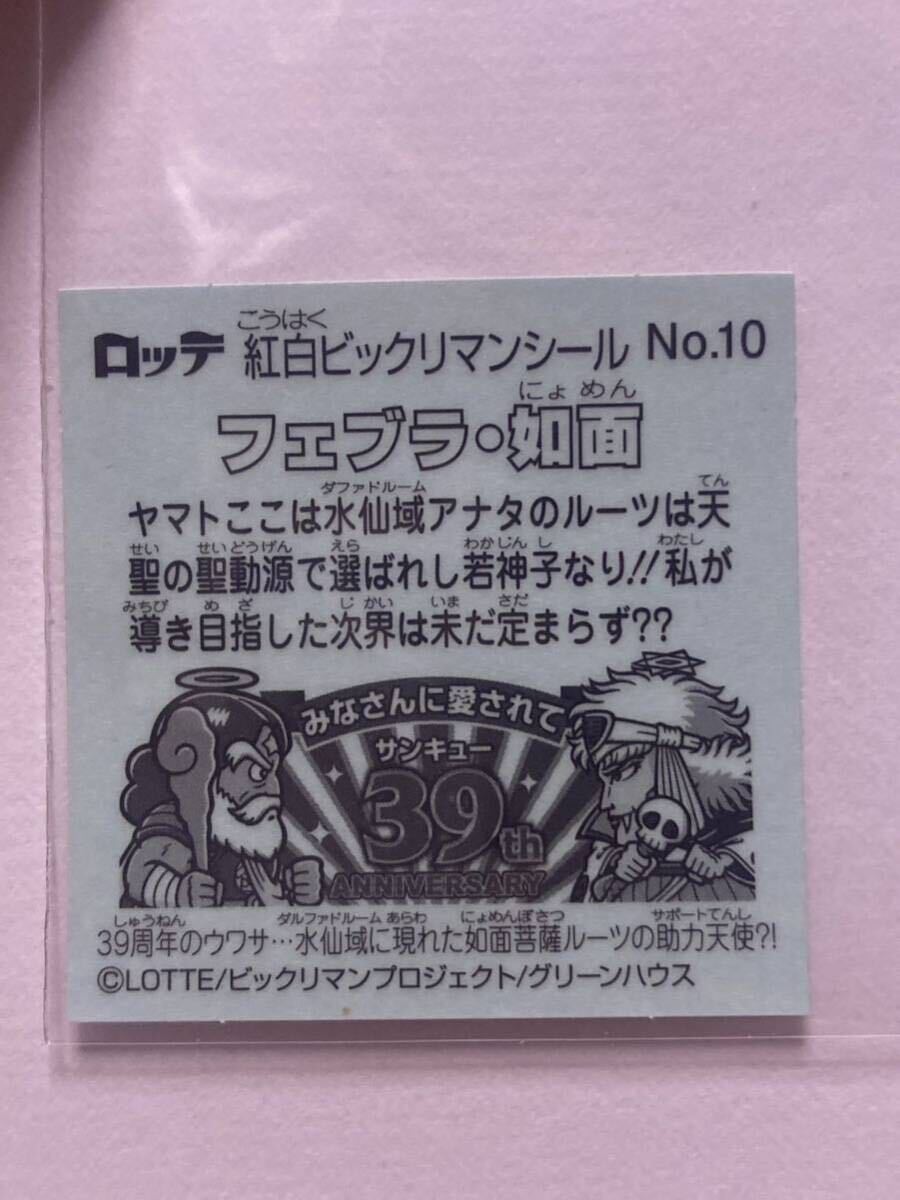 こうはく
ロッテ 紅白ビックリマンシール No.10
にょめん
フェブラ・如面
ダファドルーム てん
ヤマトここは水仙域アナタのルーツは天
せい せいどうげん えら わかじんし わたし
聖の聖動源で選ばれし若神子なり!!私が
みちび めざ じかい いま さだ
導き目指した次界は未だ定まらず??
みなさんに愛されて
サンキュー
39th
ANNIVERSARY
しゅうねん ダルファドルーム あらわ にょめんぼさつ サポートてんし
39周年のウワサ…水仙域に現れた如面菩薩ルーツの助力天使?!
©LOTTE/ビックリマンプロジェクト/グリーンハウス